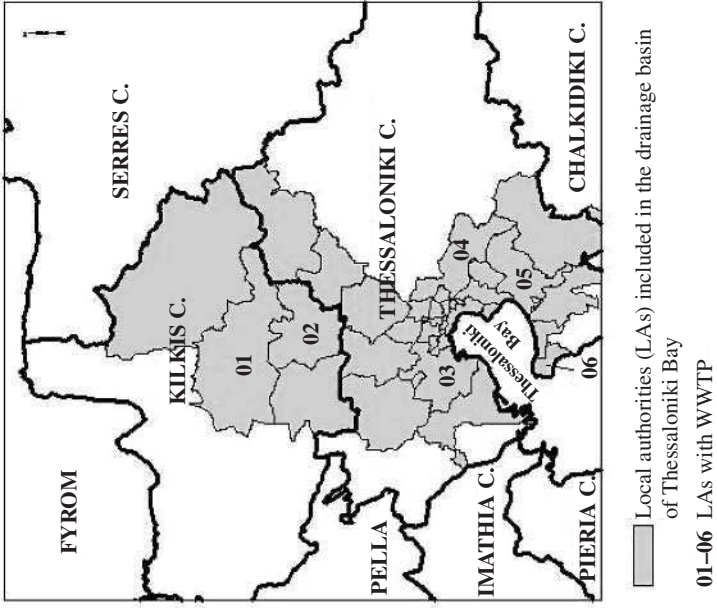 FYROM
SERRES C.
KILKIS C.
01
02
THESSALONIKI C.
PELLA
IMATHIA C.
PIERIA C.
CHALKIDIKI C.
03
04
05
06
Thessaloniki
Bay
Local authorities (LAs) included in the drainage basin
of Thessaloniki Bay
01–06 LAs with WWTP